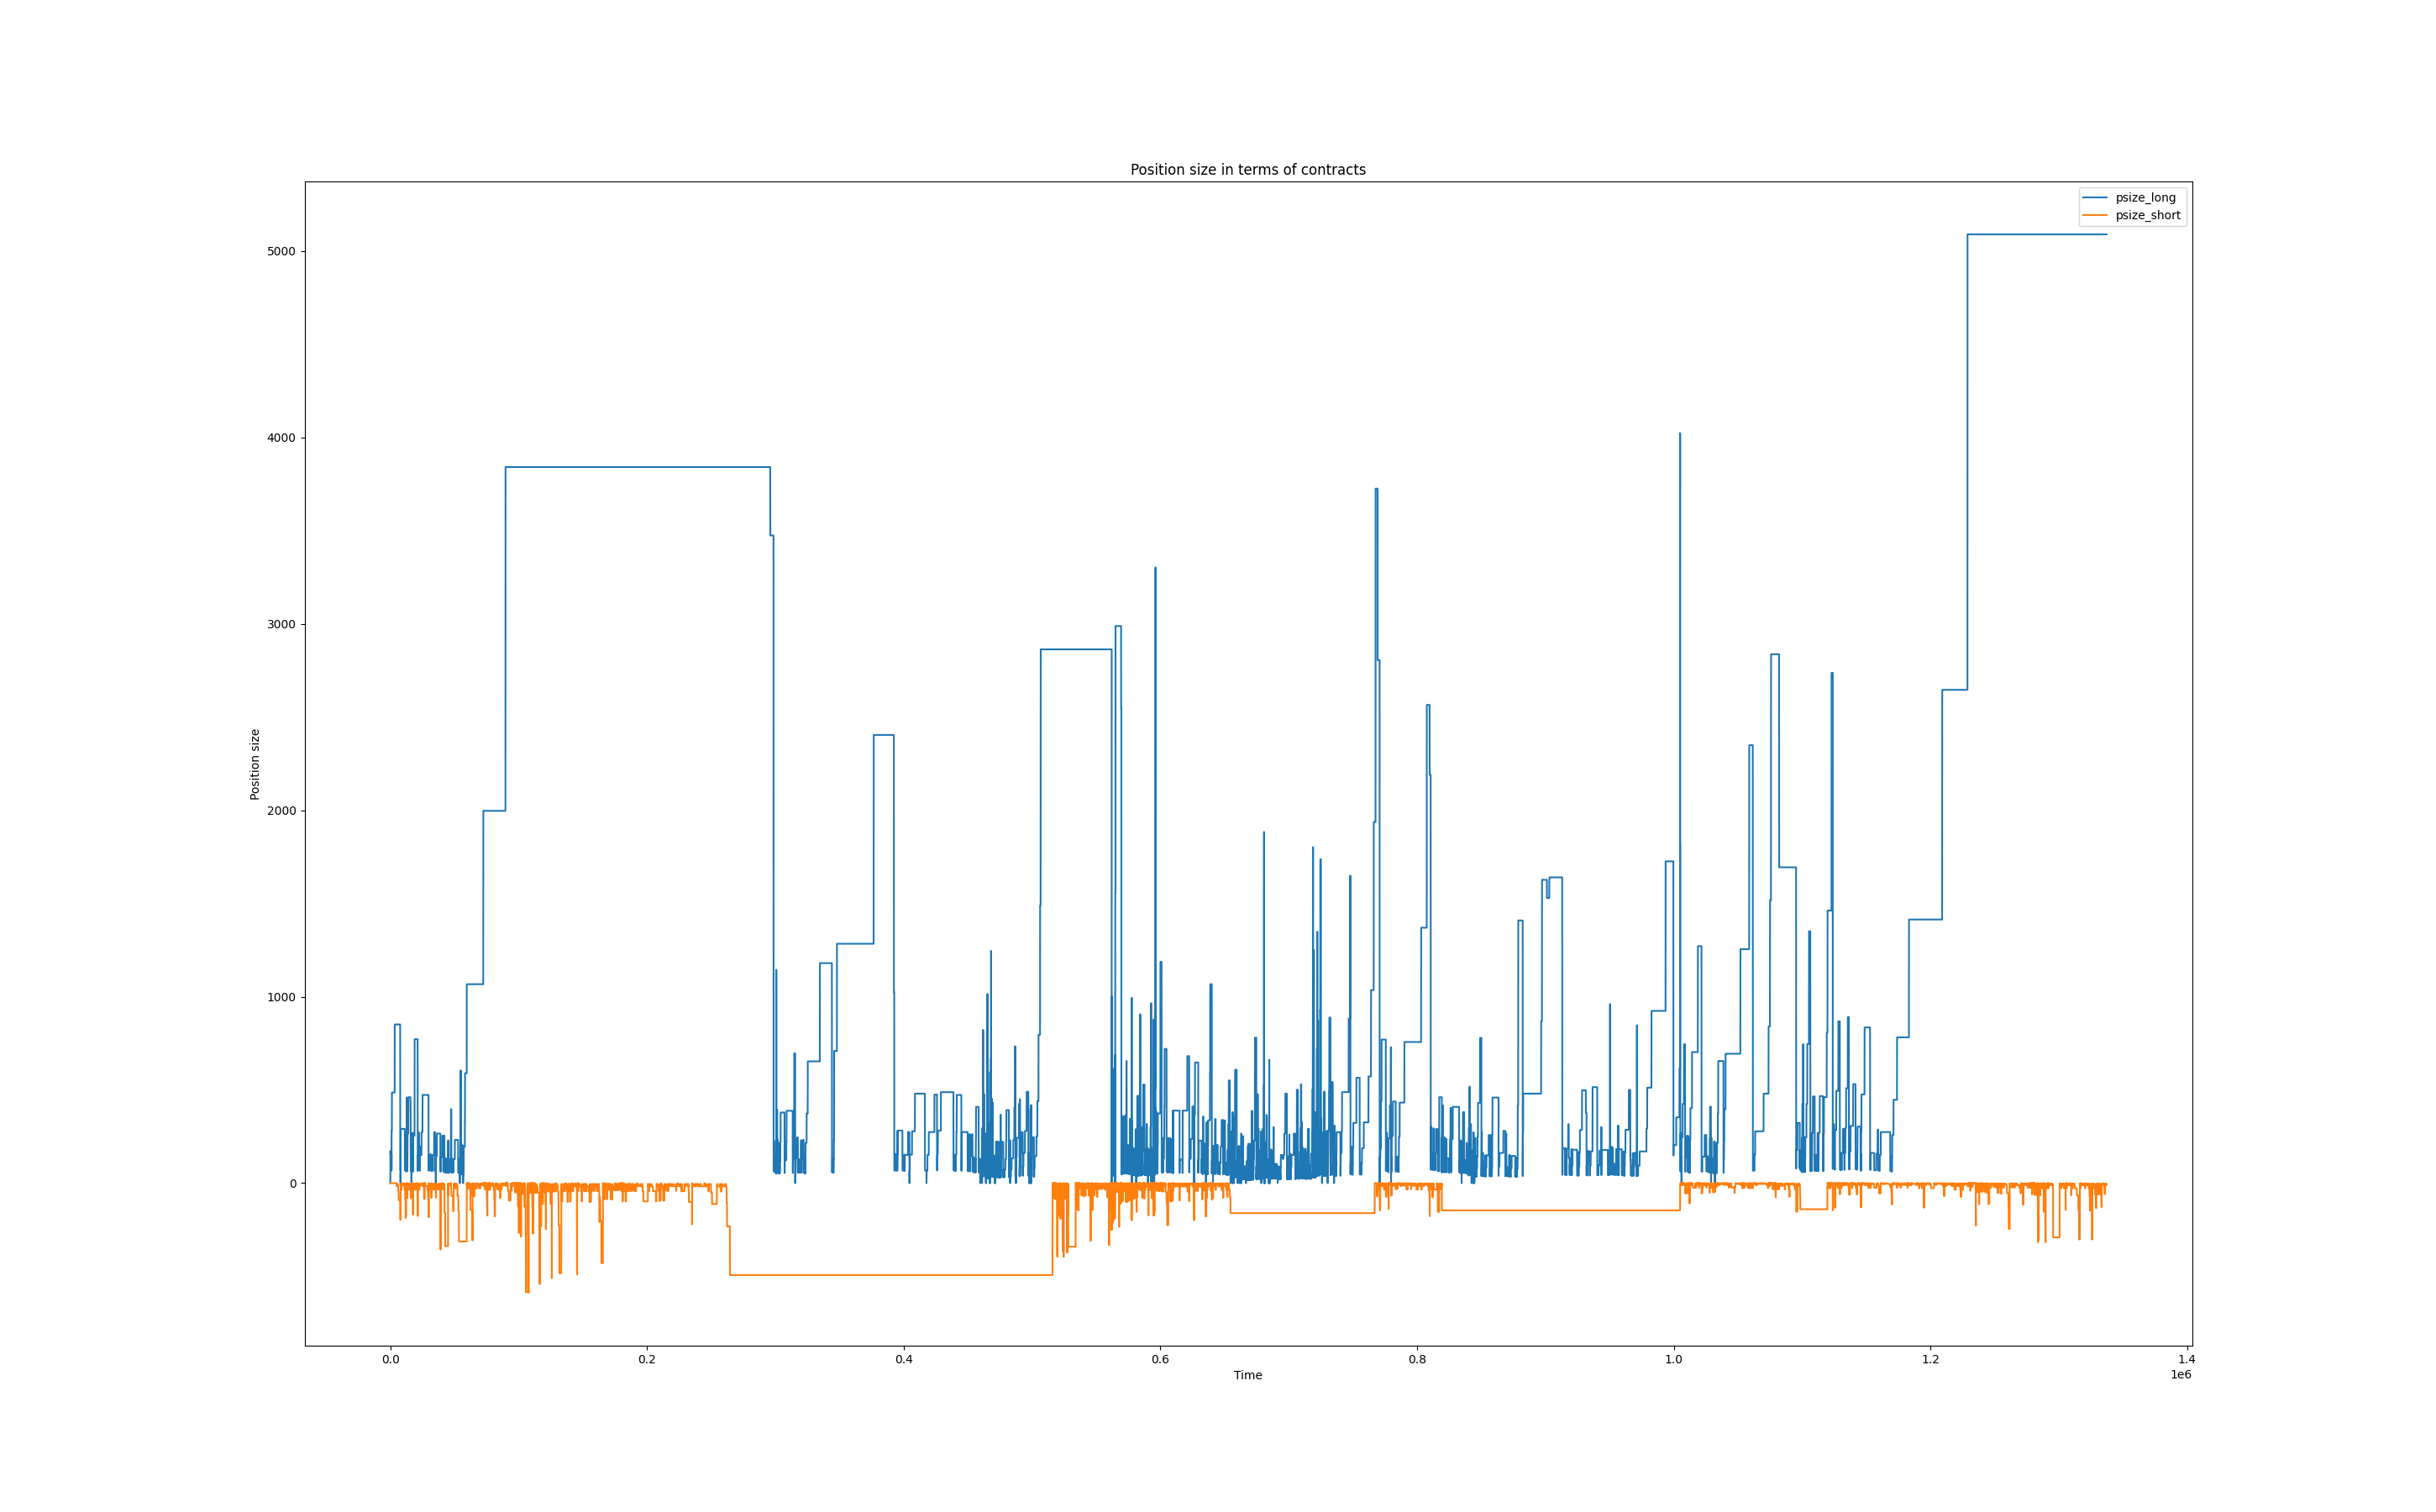 Position size in terms of contracts
psize_long
psize_short
5000
4000
3000
2000
1000
0
Position size
0.0 0.2 0.4 0.6 0.8 1.0 1.2 1.4
Time
1e6